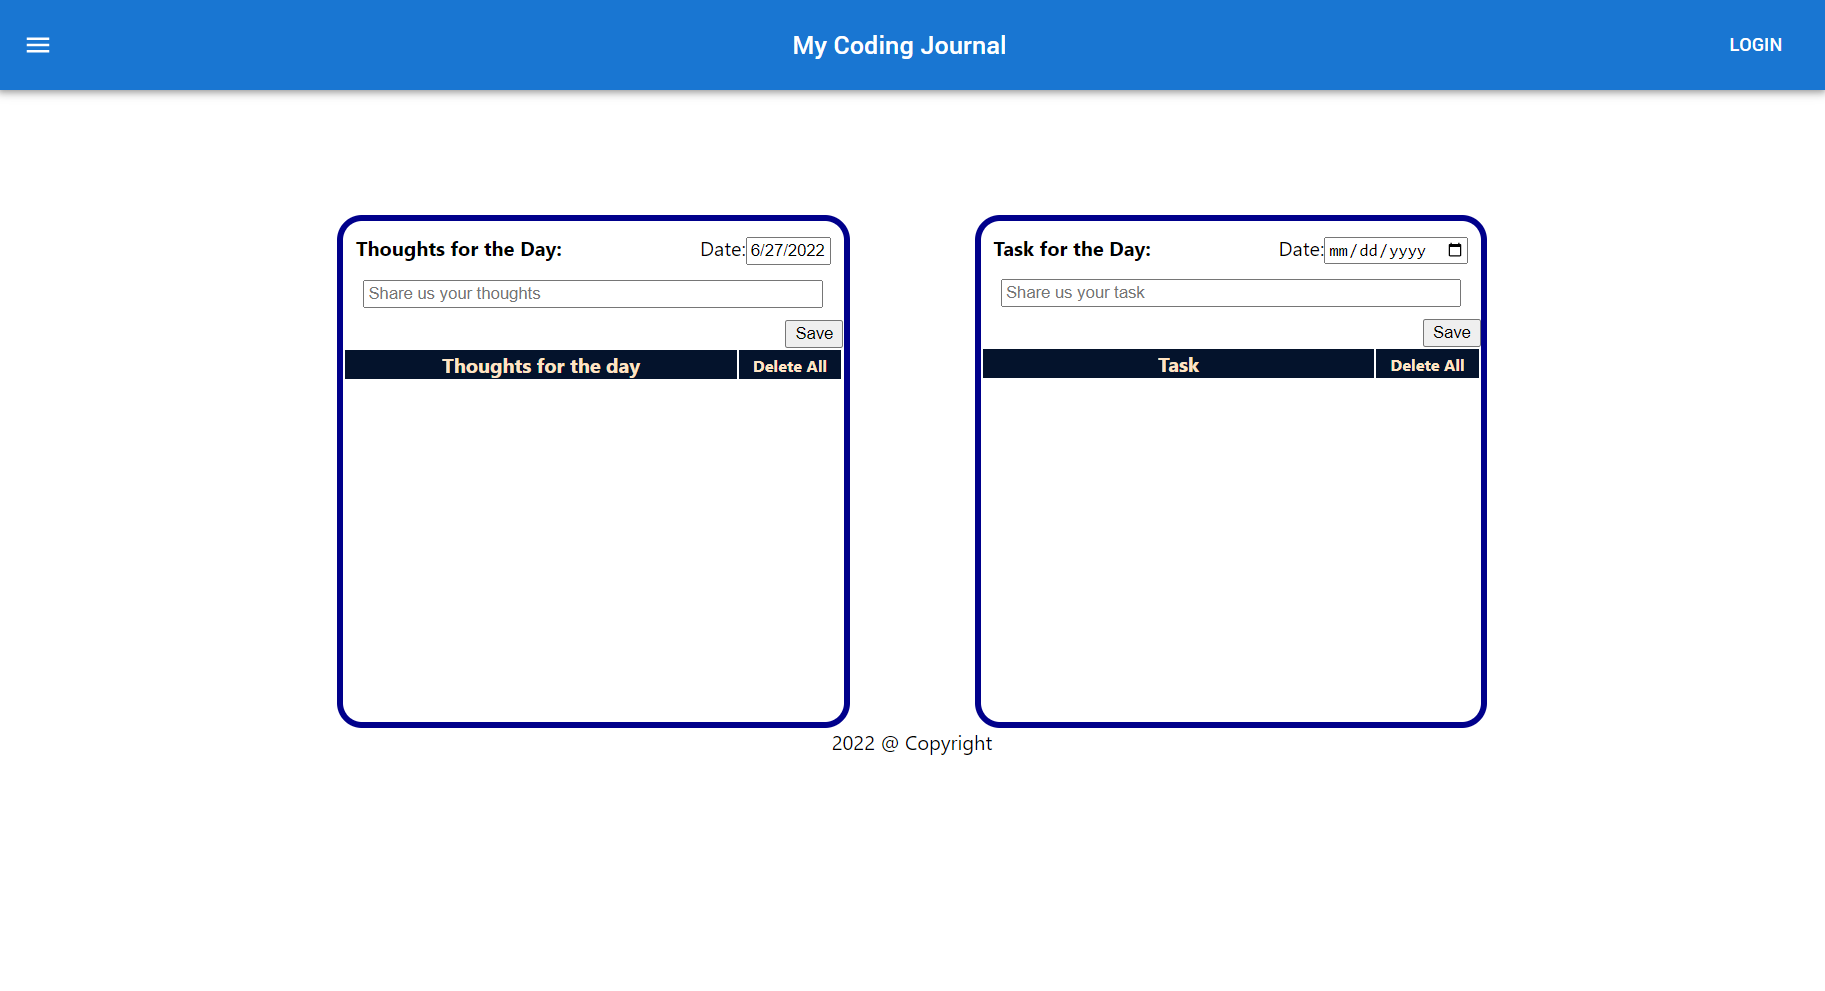 My Coding Journal
LOGIN
Thoughts for the Day:
Date: 6/27/2022
Share us your thoughts
Save
Thoughts for the day
Delete All
Task for the Day:
Date: mm/dd/yyyy
Share us your task
Save
Task
Delete All
2022 @ Copyright